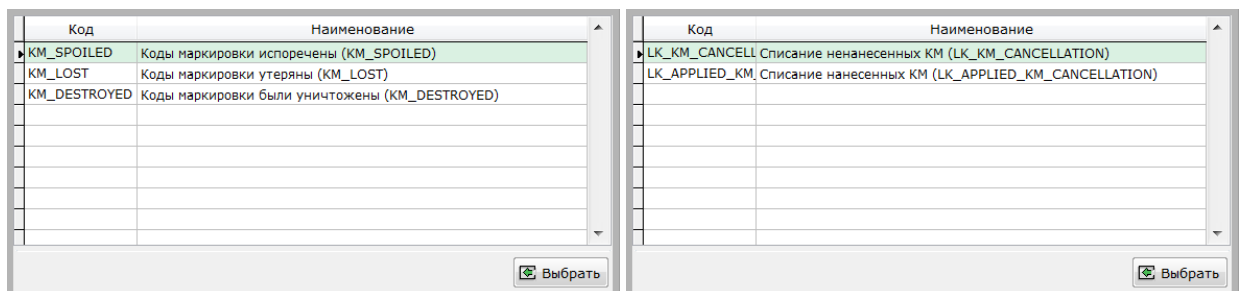 Код Наименование
KM_SPOILED Коды маркировки испоречены (KM_SPOILED)
KM_LOST Коды маркировки утеряны (KM_LOST)
KM_DESTROYED Коды маркировки были уничтожены (KM_DESTROYED)
Выбрать
Код Наименование
LK_KM_CANCELL Списание ненанесенных КМ (LK_KM_CANCELLATION)
LK_APPLIED_KM_ Списание нанесенных КМ (LK_APPLIED_KM_CANCELLATION)
Выбрать